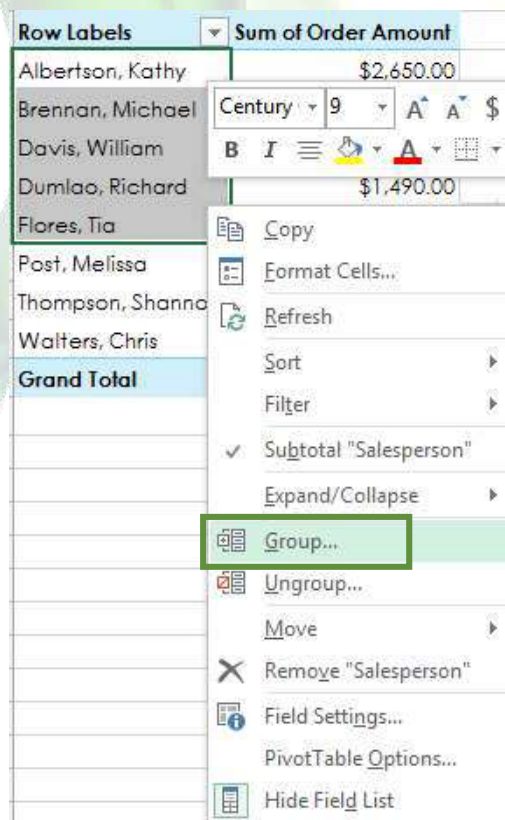 Row Labels Sum of Order Amount
Albertson, Kathy $2,650.00
Brennan, Michael
Davis, William
Dumlao, Richard $1,490.00
Flores, Tia
Post, Melissa
Thompson, Shanno
Walters, Chris
Grand Total
Century 9 A A $
B I A
Copy
Format Cells...
Refresh
Sort
Filter
Subtotal "Salesperson"
Expand/Collapse
Group...
Ungroup...
Move
Remove "Salesperson"
Field Settings...
PivotTable Options...
Hide Field List